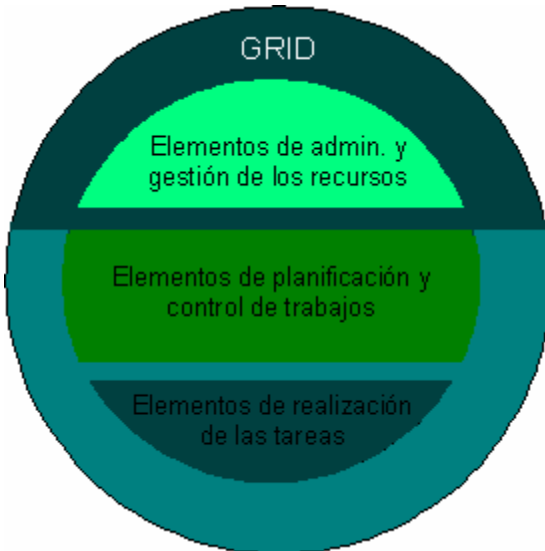 GRID
Elementos de admin. y
gestión de los recursos
Elementos de planificación y
control de trabajos
Elementos de realización
de las tareas